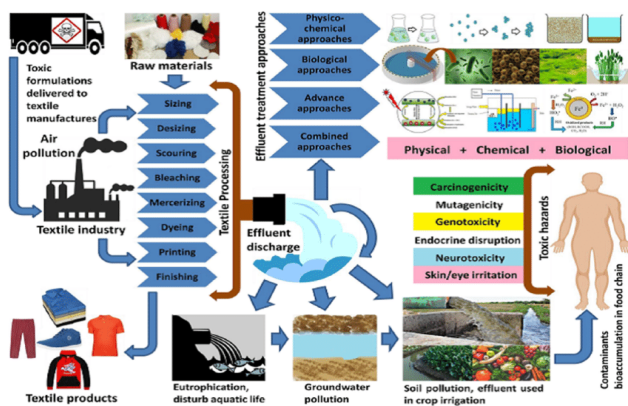 Toxic
formulations
delivered to
textile
manufactures
Raw materials
Air
pollution
Textile industry
Sizing
Desizing
Scouring
Bleaching
Mercerizing
Dyeing
Printing
Finishing
Textile Processing
Textile products
Effluent
discharge
Effluent treatment approaches
Physico-
chemical
approaches
Biological
approaches
Advance
approaches
Combined
approaches
Physical + Chemical + Biological
Carcinogenicity
Mutagenicity
Genotoxicity
Endocrine disruption
Neurotoxicity
Skin/eye irritation
Toxic hazards
Contaminants
bioaccumulation in food chain
Eutrophication,
disturb aquatic life
Groundwater
pollution
Soil pollution, effluent used
in crop irrigation